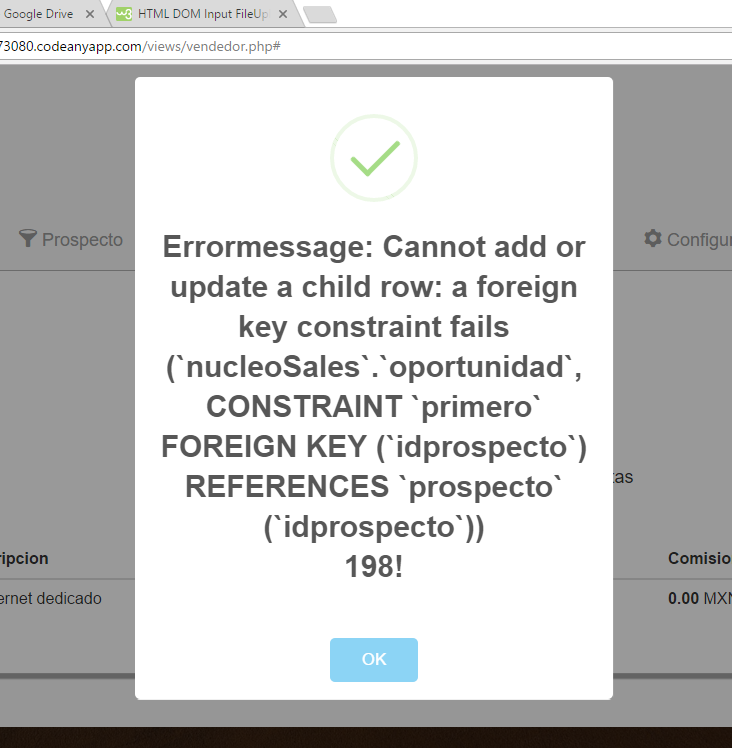 Google Drive
HTML DOM Input FileUp
73080.codeanyapp.com/views/vendedor.php#
Prospecto
Configur
Errormessage: Cannot add or
update a child row: a foreign
key constraint fails
(`nucleoSales`.`oportunidad`,
CONSTRAINT `primero`
FOREIGN KEY (`idprospecto`)
REFERENCES `prospecto`
(`idprospecto`))
198!
tas
ripcion
Comisio
ernet dedicado
0.00 MXN
OK